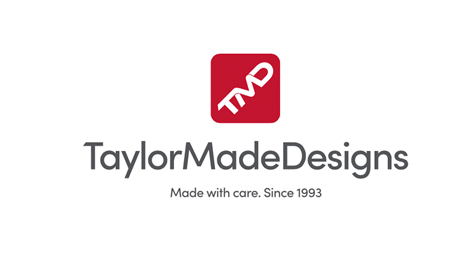 TMD
TaylorMadeDesigns
Made with care. Since 1993